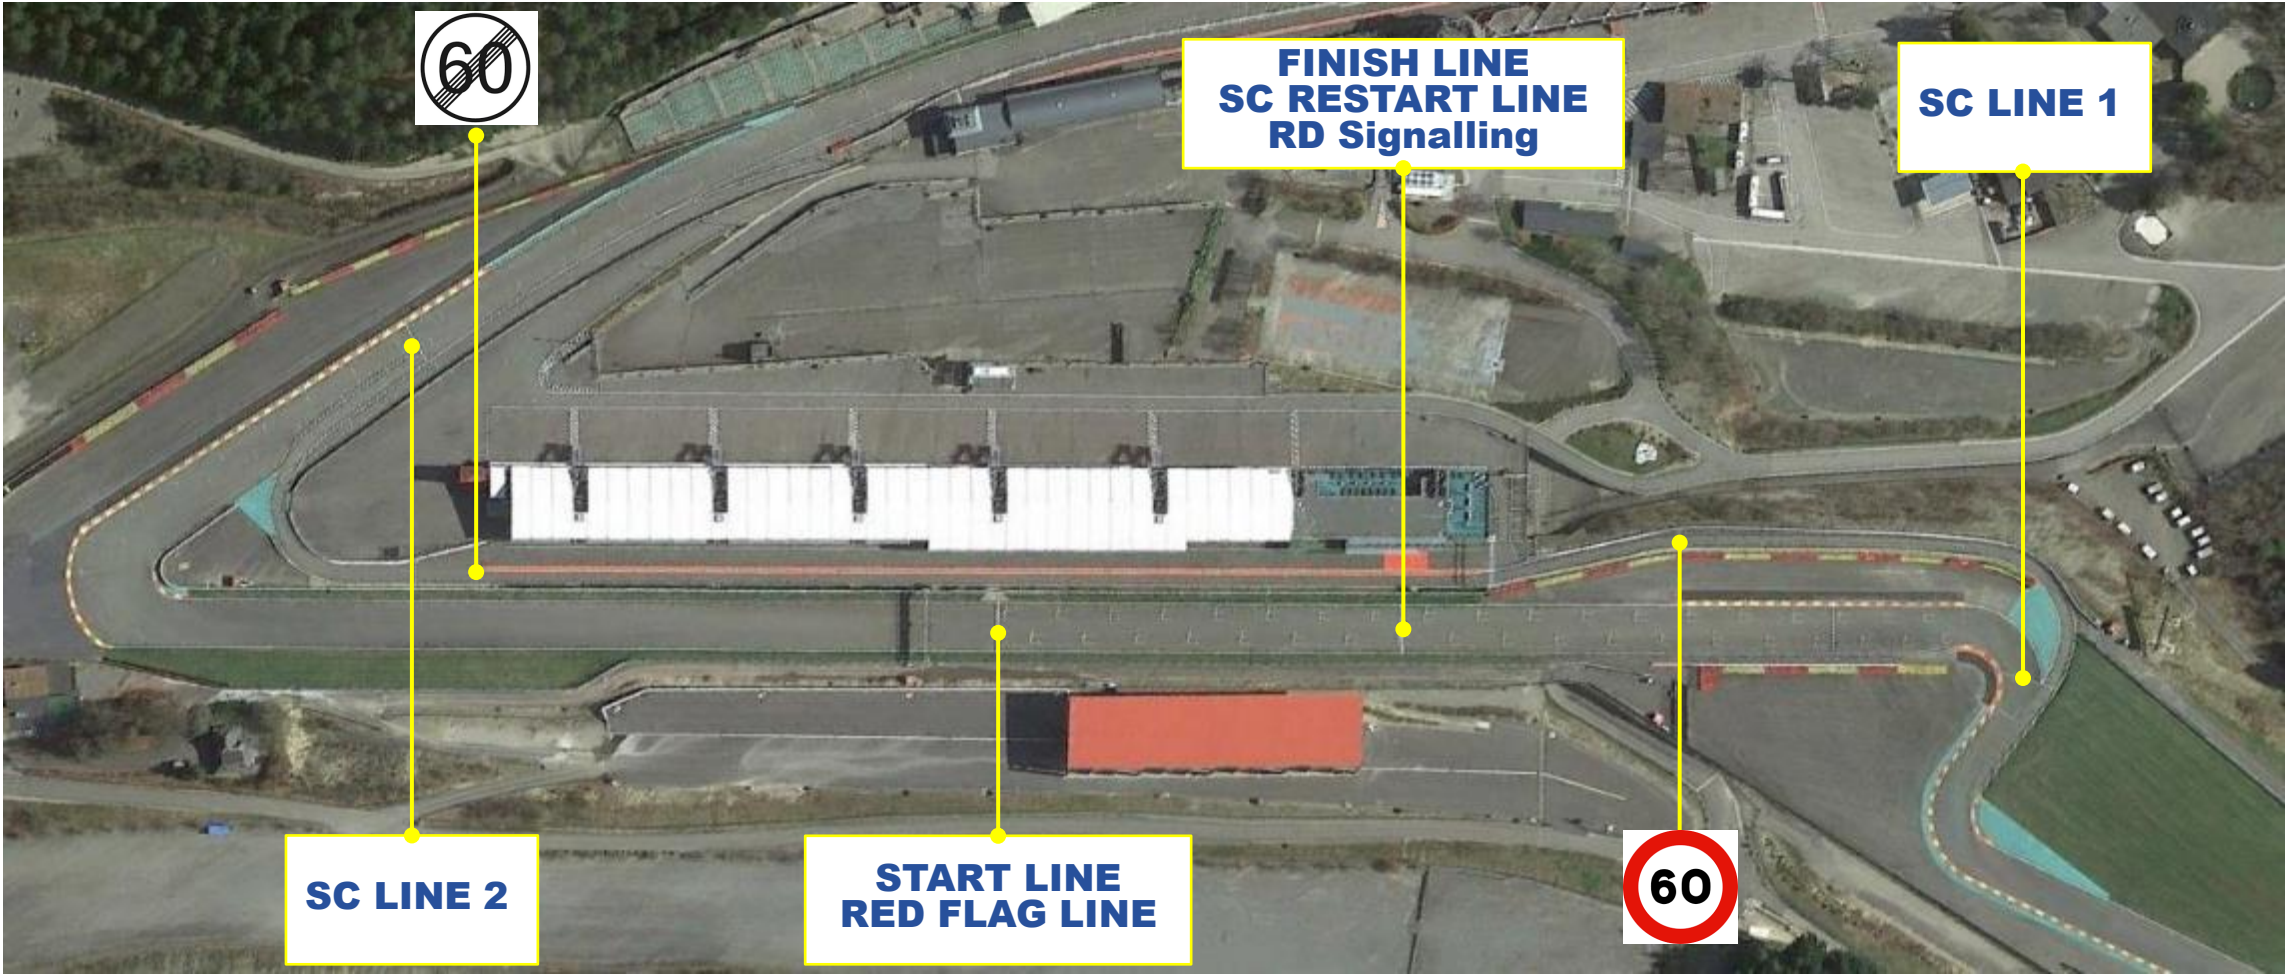 60
FINISH LINE
SC RESTART LINE
RD Signalling
SC LINE 1
SC LINE 2
START LINE
RED FLAG LINE
60